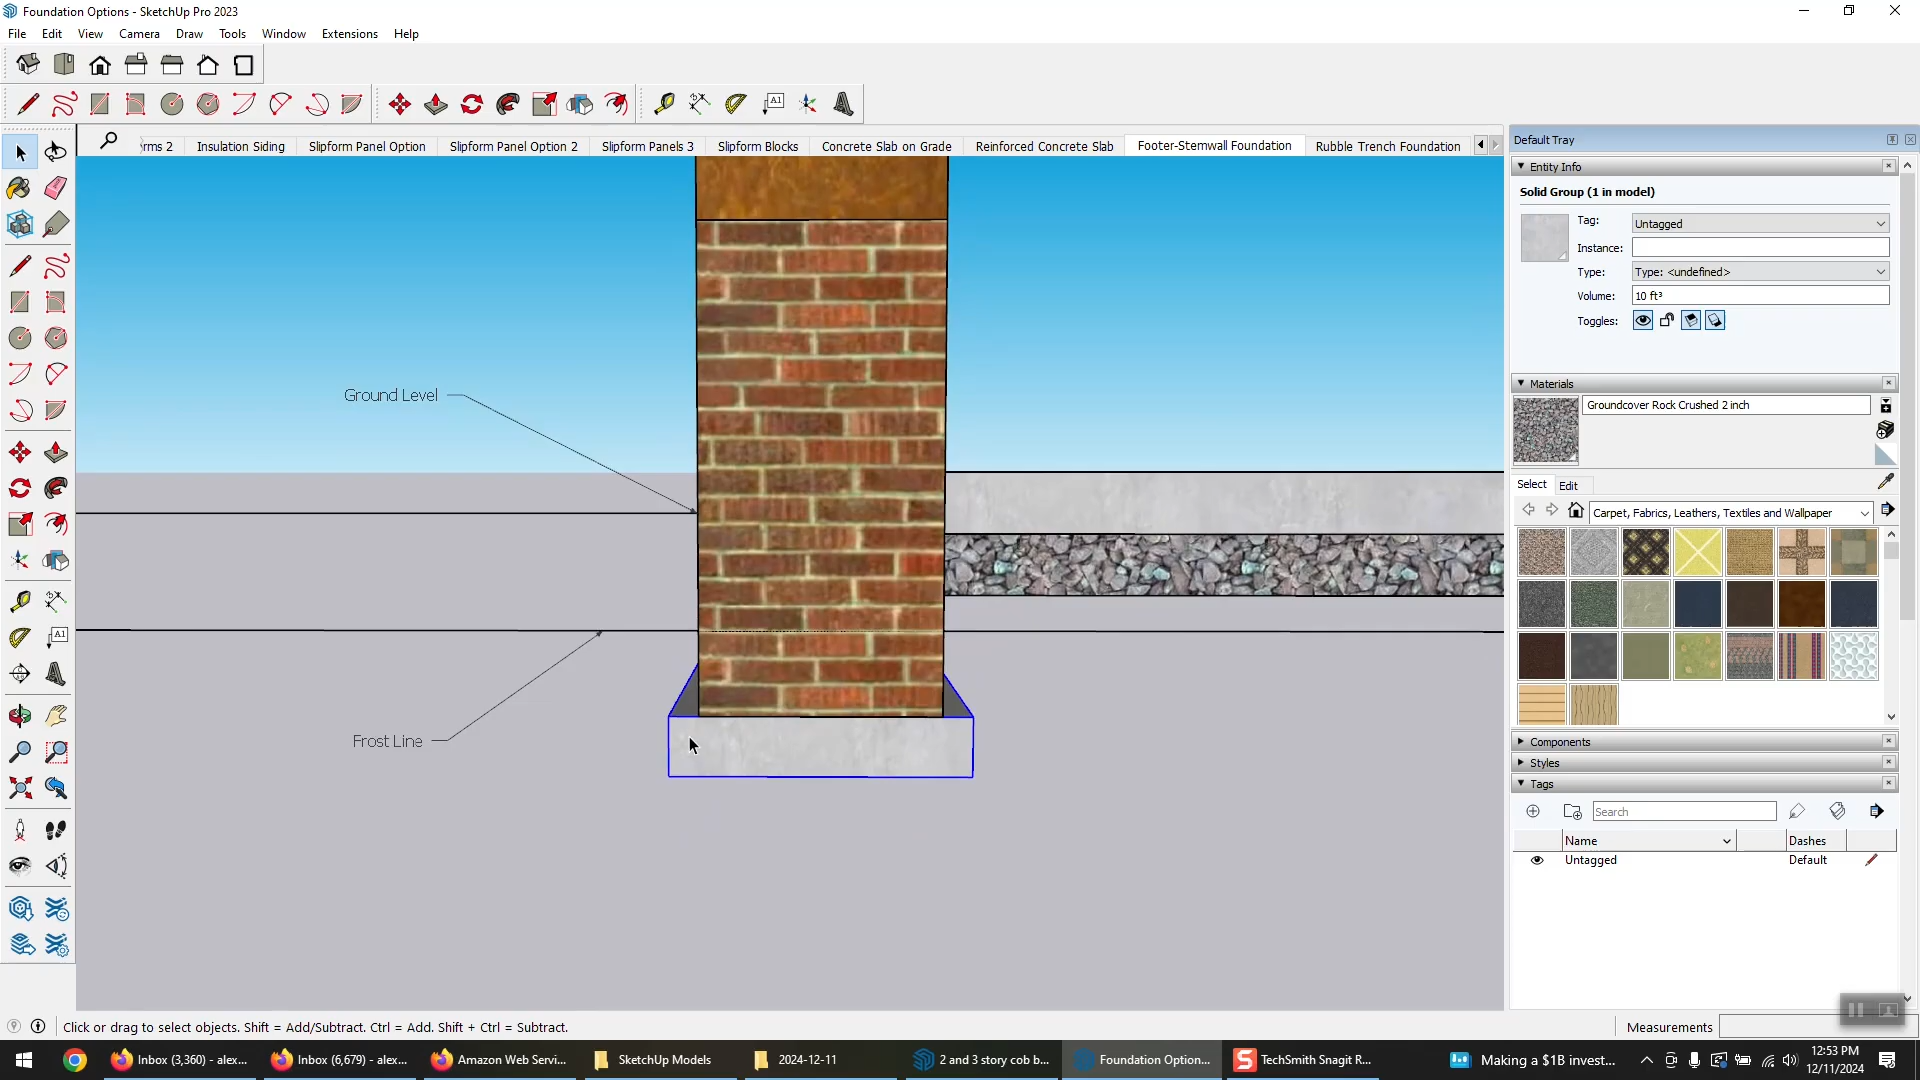 Foundation Options - SketchUp Pro 2023
File Edit View Camera Draw Tools Window Extensions Help
A1
rms 2 Insulation Siding Slipform Panel Option Slipform Panel Option 2 Slipform Panels 3 Slipform Blocks Concrete Slab on Grade Reinforced Concrete Slab Footer-Stemwall Foundation Rubble Trench Foundation
Default Tray
Entity Info
Solid Group (1 in model)
Tag: Untagged
Instance:
Type: Type: <undefined>
Volume: 10 ft³
Toggles:
Materials
Groundcover Rock Crushed 2 inch
Select Edit
Carpet, Fabrics, Leathers, Textiles and Wallpaper
Ground Level
A1
Frost Line
Components
Styles
Tags
Search
Name Dashes
Untagged Default
Click or drag to select objects. Shift = Add/Subtract. Ctrl = Add. Shift + Ctrl = Subtract.
Measurements
Inbox (3,360) - alex... Inbox (6,679) - alex... Amazon Web Servi... SketchUp Models 2024-12-11 2 and 3 story cob b... Foundation Option... TechSmith Snagit R... Making a $1B invest...
12:53 PM
12/11/2024